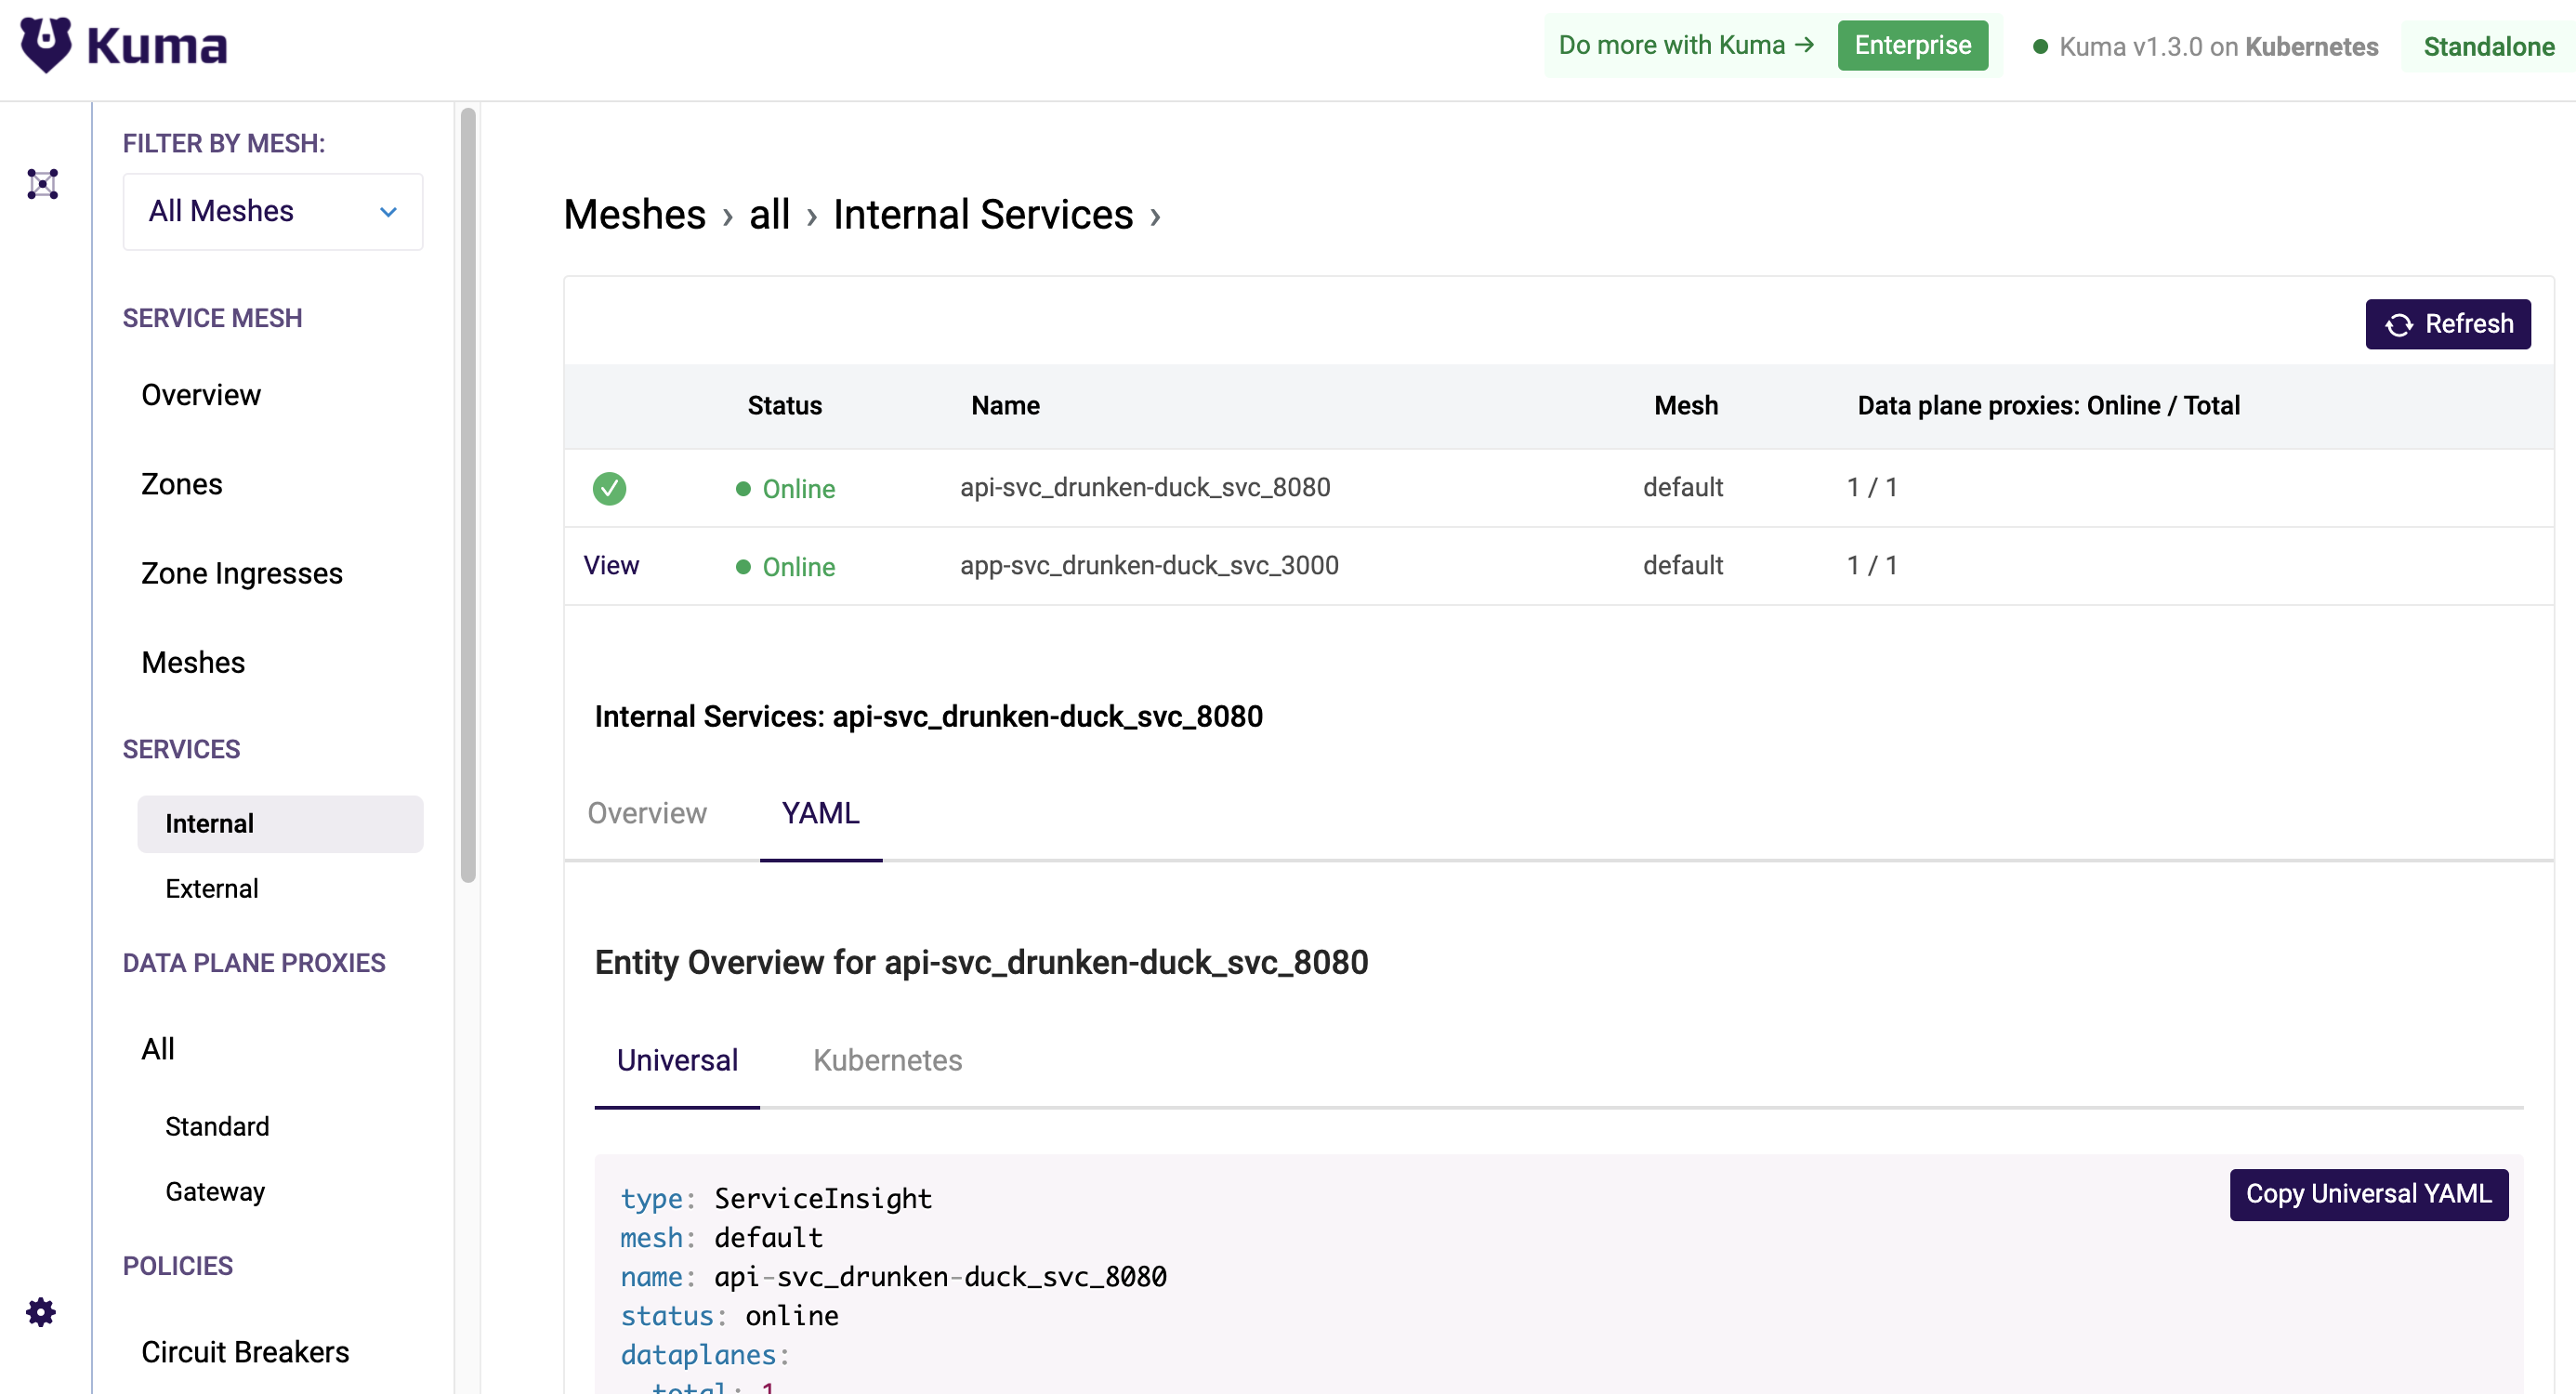 Kuma
Do more with Kuma → Enterprise Kuma v1.3.0 on Kubernetes Standalone
FILTER BY MESH:
All Meshes
SERVICE MESH
Overview
Zones
Zone Ingresses
Meshes
SERVICES
Internal
External
DATA PLANE PROXIES
All
Standard
Gateway
POLICIES
Circuit Breakers
Meshes › all › Internal Services ›
Refresh
Status Name Mesh Data plane proxies: Online / Total
Online api-svc_drunken-duck_svc_8080 default 1 / 1
View Online app-svc_drunken-duck_svc_3000 default 1 / 1
Internal Services: api-svc_drunken-duck_svc_8080
Overview YAML
Entity Overview for api-svc_drunken-duck_svc_8080
Universal Kubernetes
Copy Universal YAML
type: ServiceInsight
mesh: default
name: api-svc_drunken-duck_svc_8080
status: online
dataplanes:
total: 1